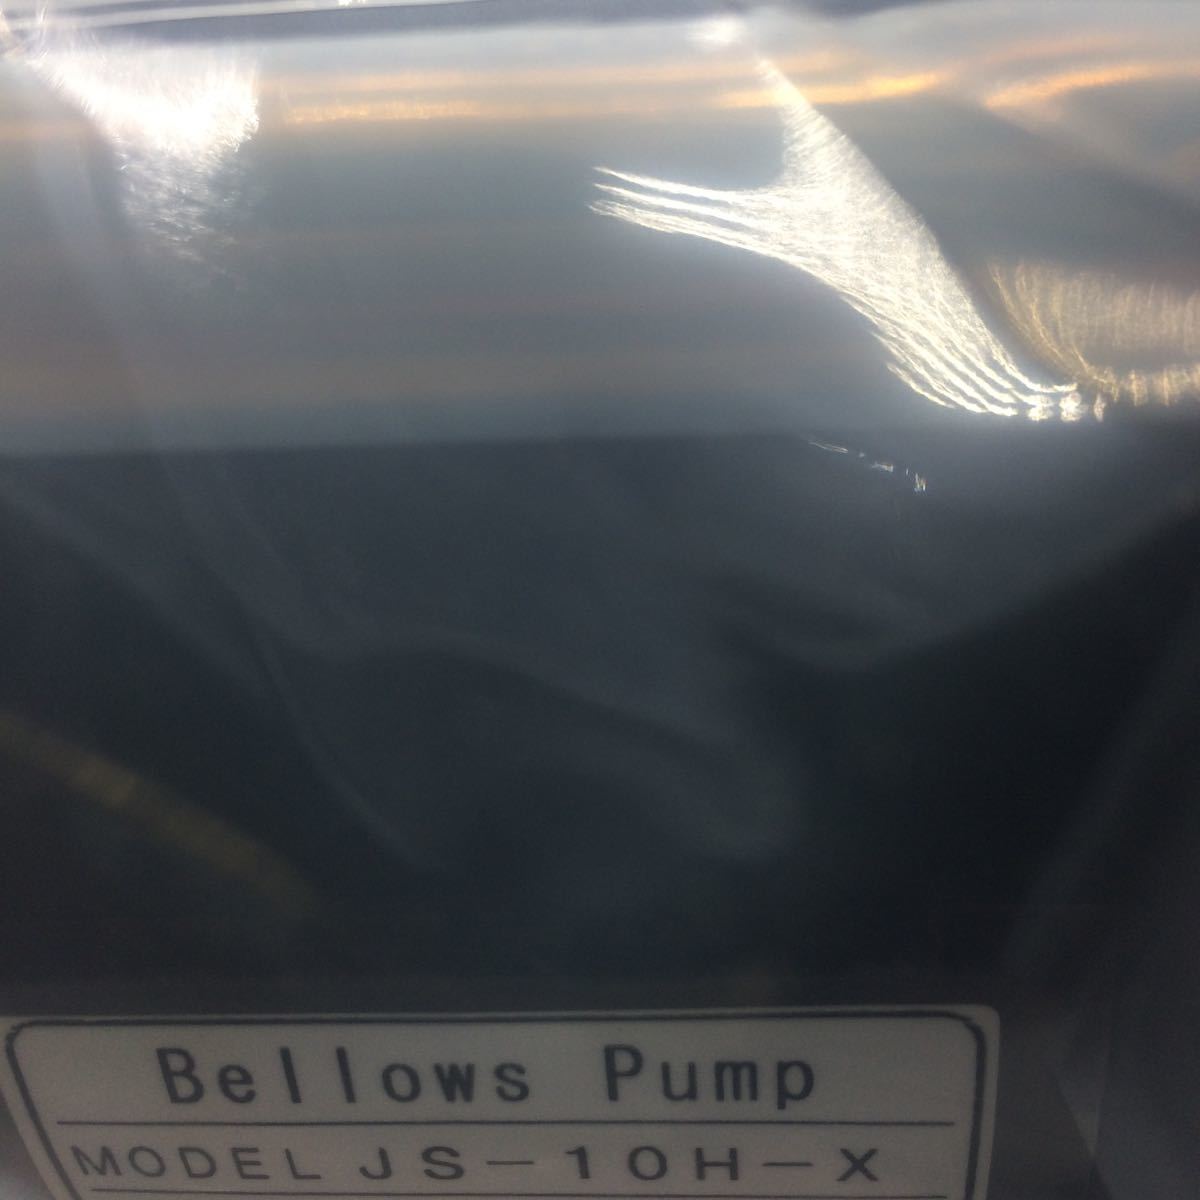 Bellows Pump
MODEL JS-10H-X